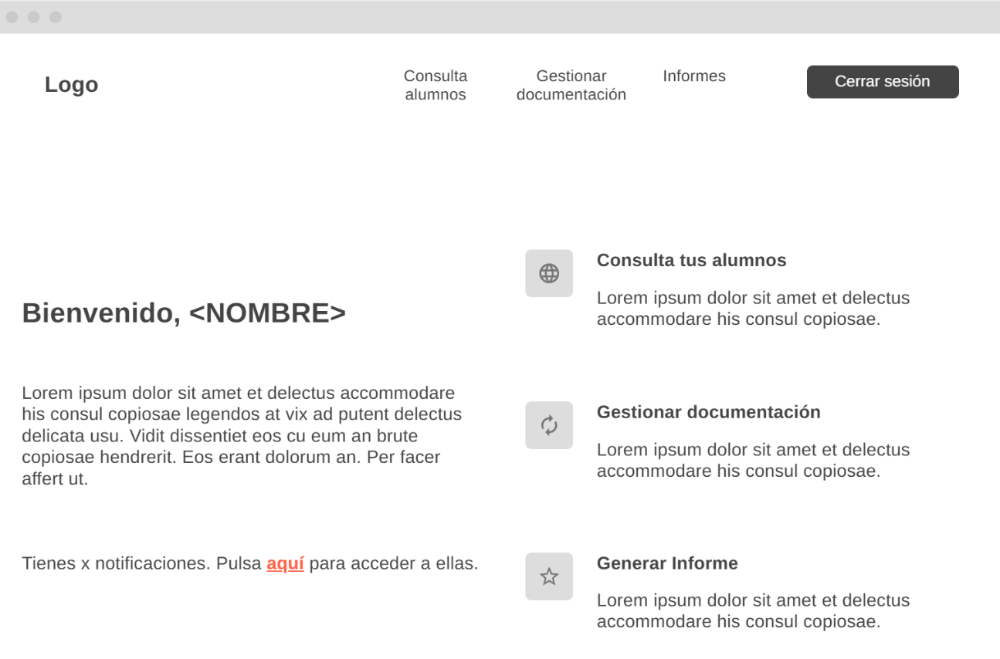 Logo
Consulta
alumnos
Gestionar
documentación
Informes
Cerrar sesión
Bienvenido, <NOMBRE>
Lorem ipsum dolor sit amet et delectus accommodare
his consul copiosae legendos at vix ad putent delectus
delicata usu. Vidit dissentiet eos cu eum an brute
copiosae hendrerit. Eos erant dolorum an. Per facer
affert ut.
Tienes x notificaciones. Pulsa aquí para acceder a ellas.
Consulta tus alumnos
Lorem ipsum dolor sit amet et delectus
accommodare his consul copiosae.
Gestionar documentación
Lorem ipsum dolor sit amet et delectus
accommodare his consul copiosae.
Generar Informe
Lorem ipsum dolor sit amet et delectus
accommodare his consul copiosae.